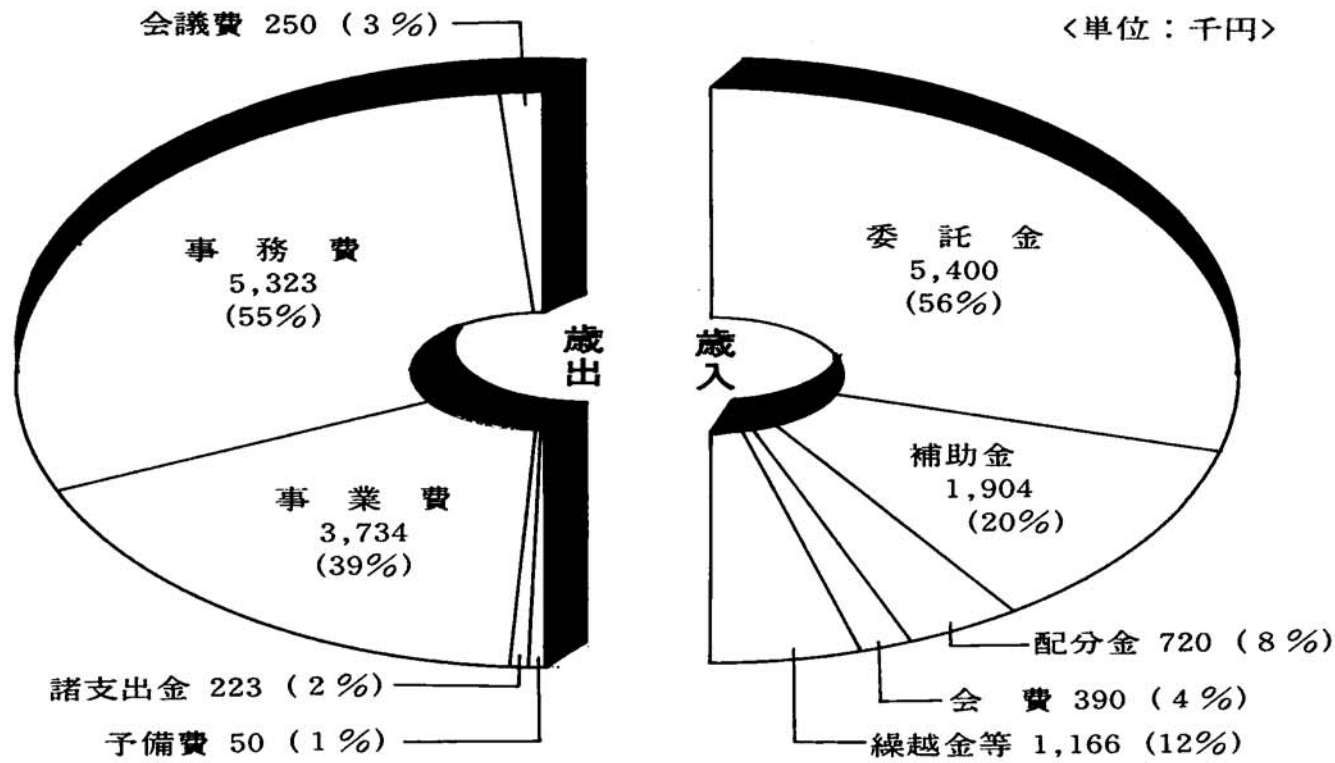 会議費 250 (3%)
<単位:千円>
事務費
5,323
(55%)
委託金
5,400
(56%)
歳出
歳入
補助金
1,904
(20%)
事業費
3,734
(39%)
配分金 720 (8%)
諸支出金 223 (2%)
会費 390 (4%)
予備費 50 (1%)
繰越金等 1,166 (12%)